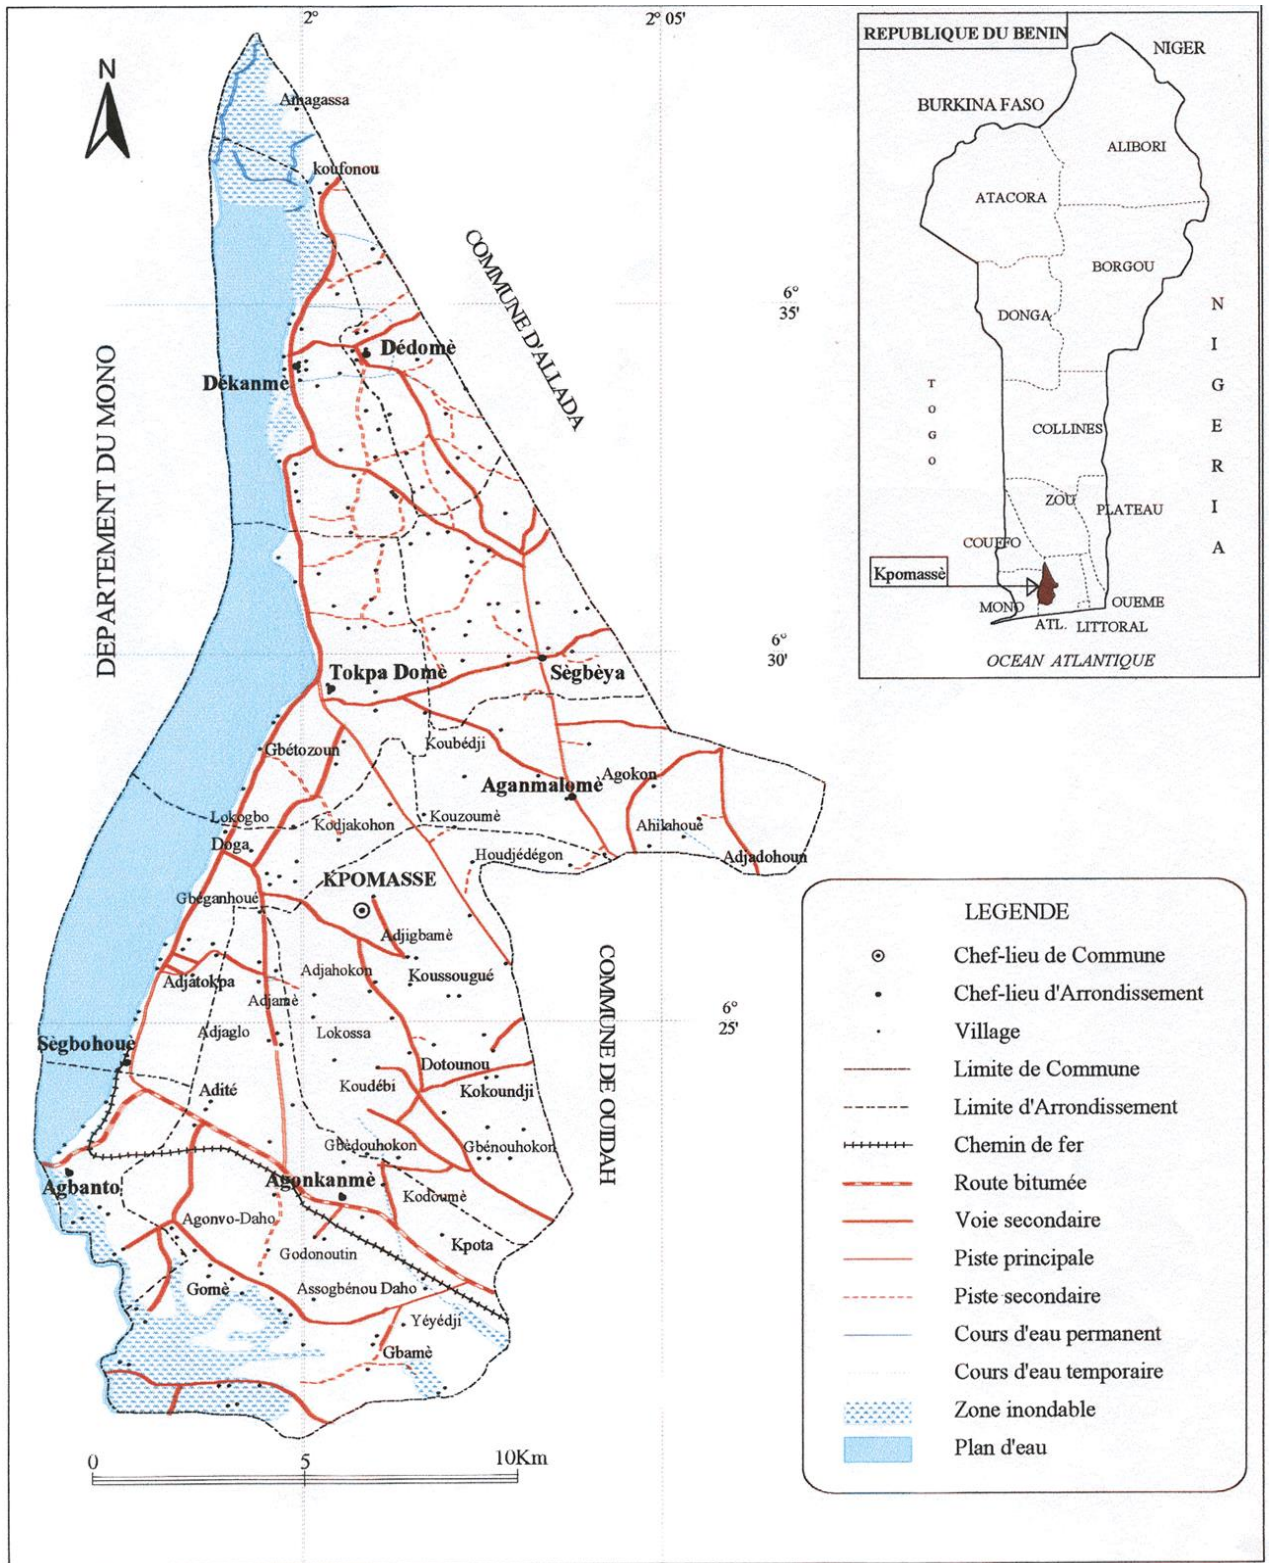 2°
2° 05'
N
Amagassa
koufonou
COMMUNE D'ALLADA
6°
35'
Dédomè
Dékanmè
DEPARTEMENT DU MONO
6°
30'
Tokpa Domè
Sègbèya
Gbétozoun
Koubédji
Aganmalomè
Agokon
Lokogbo
Kodjakohon
Kouzoumè
Ahilahoué
Doga
Houdjédégon
Adjadohoun
KPOMASSE
Gbéganhoué
Adjigbamè
Adjahokon
Koussougué
Adjatokpa
Adjamè
6°
25'
Adjaglo
Lokossa
Sègbohouè
COMMUNE DE OUIDAH
Dotounou
Adité
Koudébi
Kokoundji
Gbèdouhokon
Gbénouhokon
Agbanto
Agonkanmè
Kodoumè
Agonvo-Daho
Godonoutin
Kpota
Gomè
Assogbénou Daho
Yéyédji
Gbamè
0
5
10Km
REPUBLIQUE DU BENIN
NIGER
BURKINA FASO
ALIBORI
ATACORA
BORGOU
DONGA
NIGERIA
TOGO
COLLINES
ZOU
PLATEAU
COUFFO
Kpomassè
MONO
OUEME
ATL.
LITTORAL
OCEAN ATLANTIQUE
LEGENDE
Chef-lieu de Commune
Chef-lieu d'Arrondissement
Village
Limite de Commune
Limite d'Arrondissement
Chemin de fer
Route bitumée
Voie secondaire
Piste principale
Piste secondaire
Cours d'eau permanent
Cours d'eau temporaire
Zone inondable
Plan d'eau